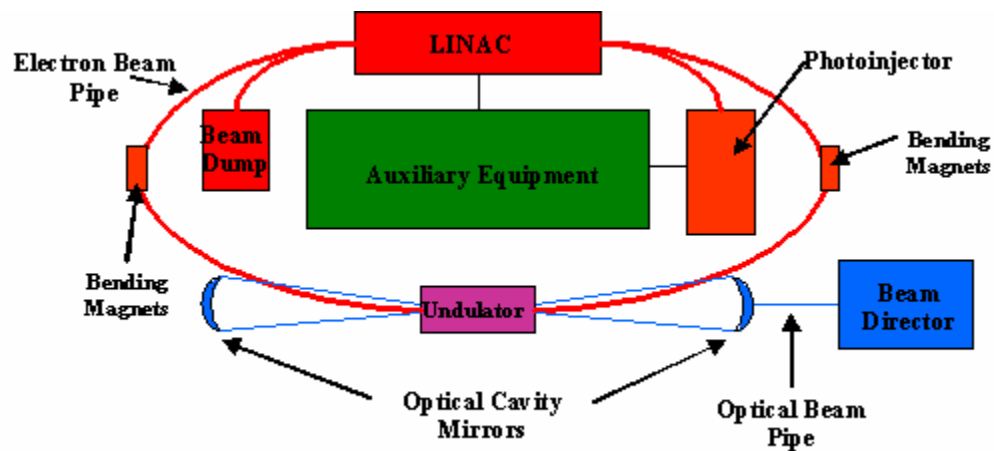 LINAC
Electron Beam
Pipe
Photoinjector
Beam
Dump
Auxiliary Equipment
Bending
Magnets
Bending
Magnets
Undulator
Beam
Director
Optical Cavity
Mirrors
Optical Beam
Pipe